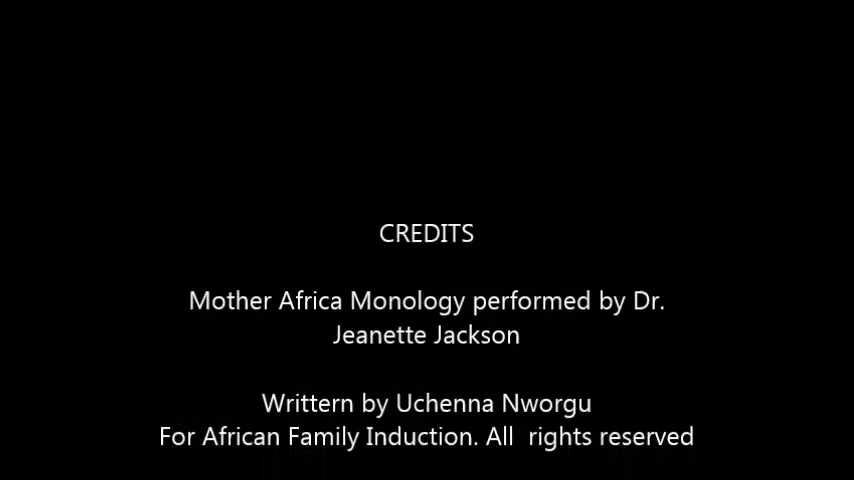 CREDITS
Mother Africa Monology performed by Dr.
Jeanette Jackson
Writtern by Uchenna Nworgu
For African Family Induction. All  rights reserved